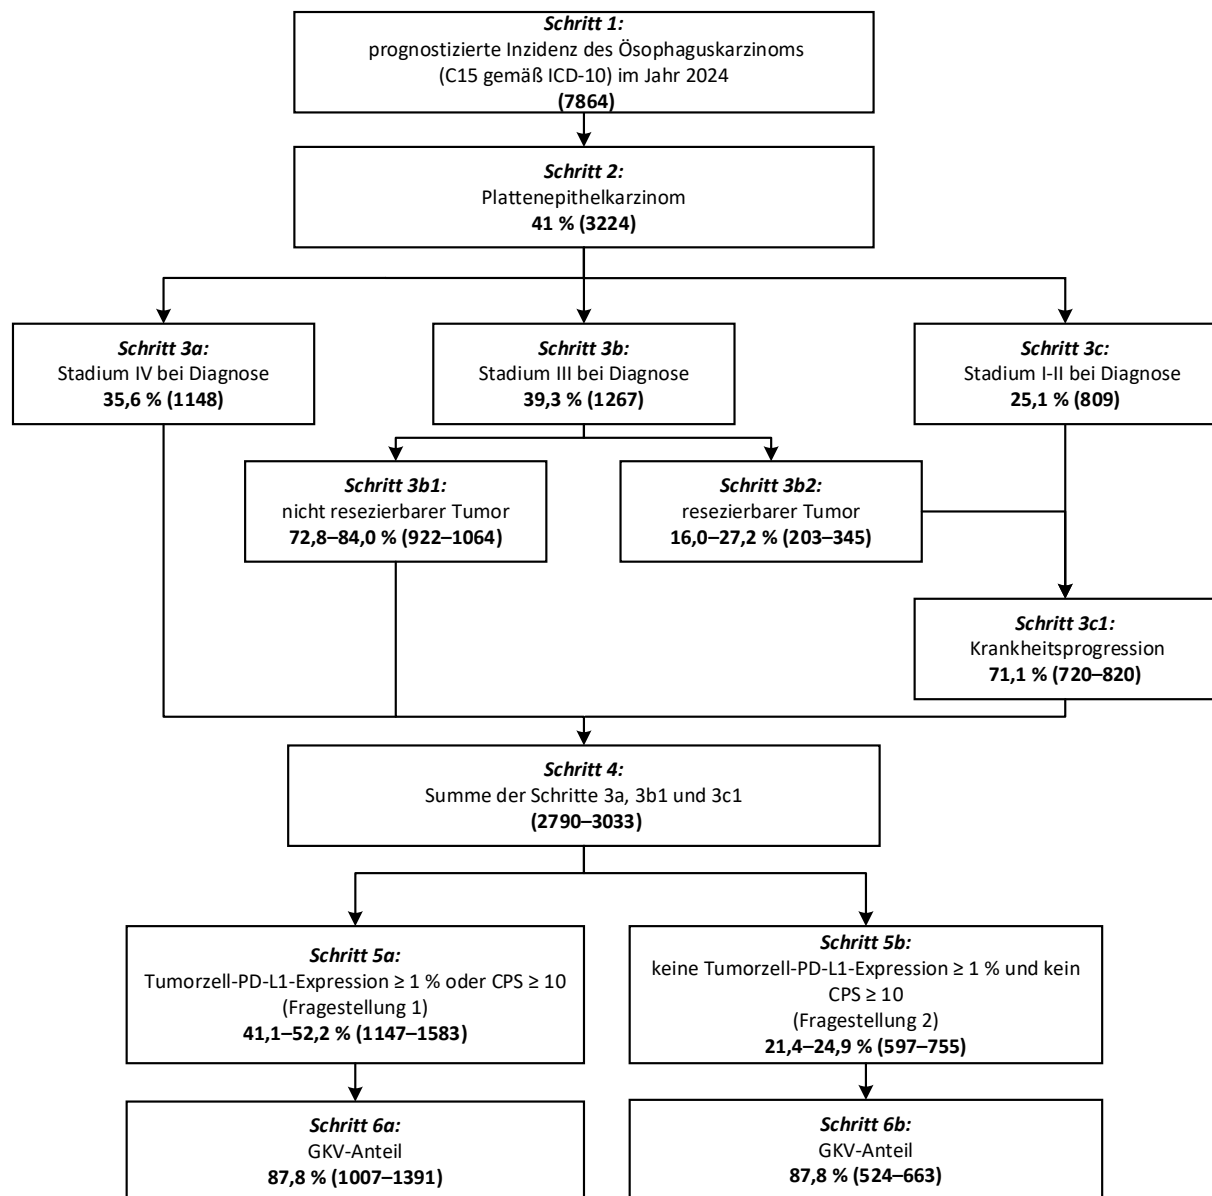 Schritt 1:
prognostizierte Inzidenz des Ösophaguskarzinoms
(C15 gemäß ICD-10) im Jahr 2024
(7864)
Schritt 2:
Plattenepithelkarzinom
41 % (3224)
Schritt 3a:
Stadium IV bei Diagnose
35,6 % (1148)
Schritt 3b:
Stadium III bei Diagnose
39,3 % (1267)
Schritt 3c:
Stadium I-II bei Diagnose
25,1 % (809)
Schritt 3b1:
nicht resezierbarer Tumor
72,8–84,0 % (922–1064)
Schritt 3b2:
resezierbarer Tumor
16,0–27,2 % (203–345)
Schritt 3c1:
Krankheitsprogression
71,1 % (720–820)
Schritt 4:
Summe der Schritte 3a, 3b1 und 3c1
(2790–3033)
Schritt 5a:
Tumorzell-PD-L1-Expression ≥ 1 % oder CPS ≥ 10
(Fragestellung 1)
41,1–52,2 % (1147–1583)
Schritt 5b:
keine Tumorzell-PD-L1-Expression ≥ 1 % und kein
CPS ≥ 10
(Fragestellung 2)
21,4–24,9 % (597–755)
Schritt 6a:
GKV-Anteil
87,8 % (1007–1391)
Schritt 6b:
GKV-Anteil
87,8 % (524–663)